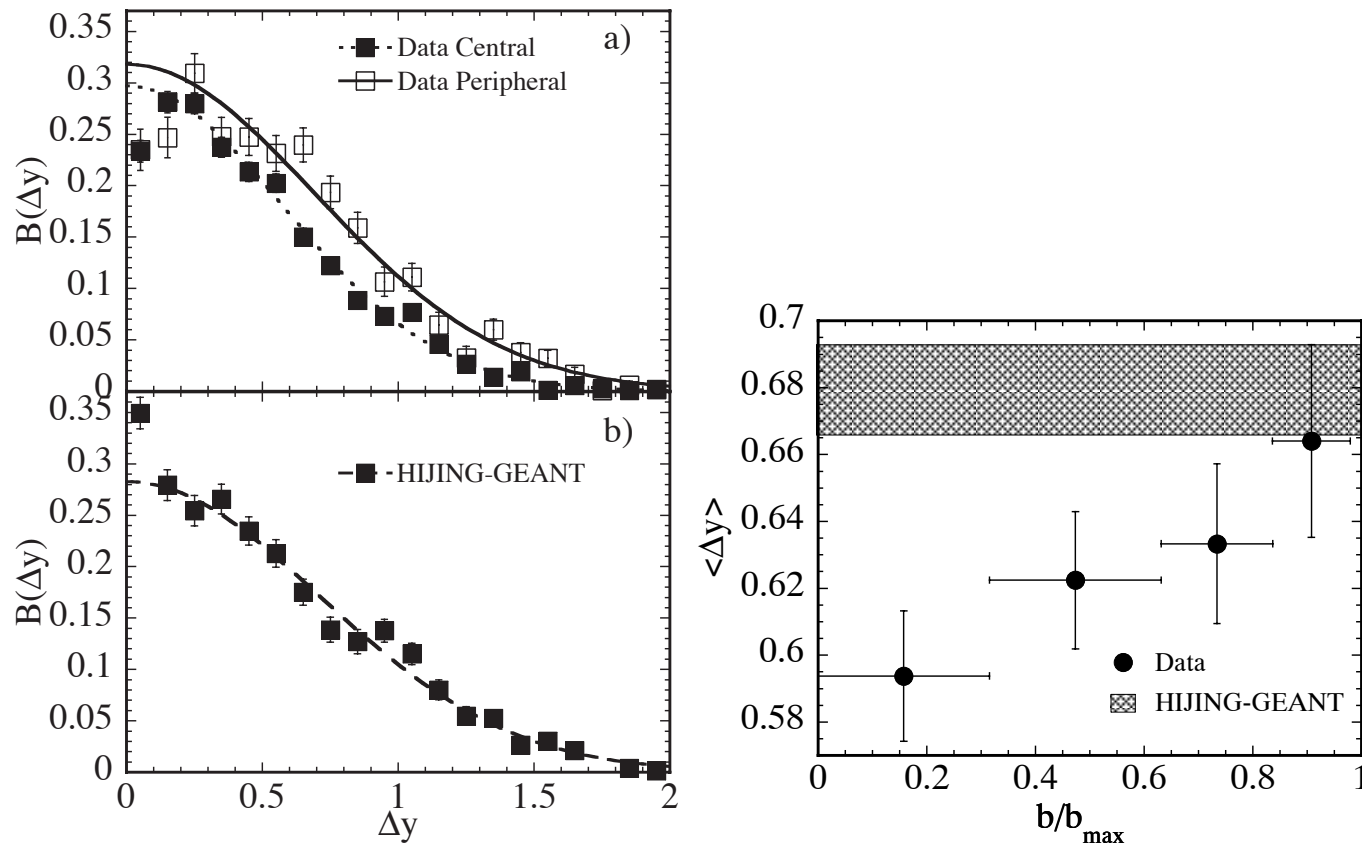 0.35
0.3
0.25
0.2
0.15
0.1
0.05
0
B(Δy)
a)
Data Central
Data Peripheral
0.35
0.3
0.25
0.2
0.15
0.1
0.05
0
B(Δy)
b)
HIJING-GEANT
0 0.5 1 1.5 2
Δy
0.7
0.68
0.66
0.64
0.62
0.6
0.58
<Δy>
Data
HIJING-GEANT
0 0.2 0.4 0.6 0.8 1
b/b_max